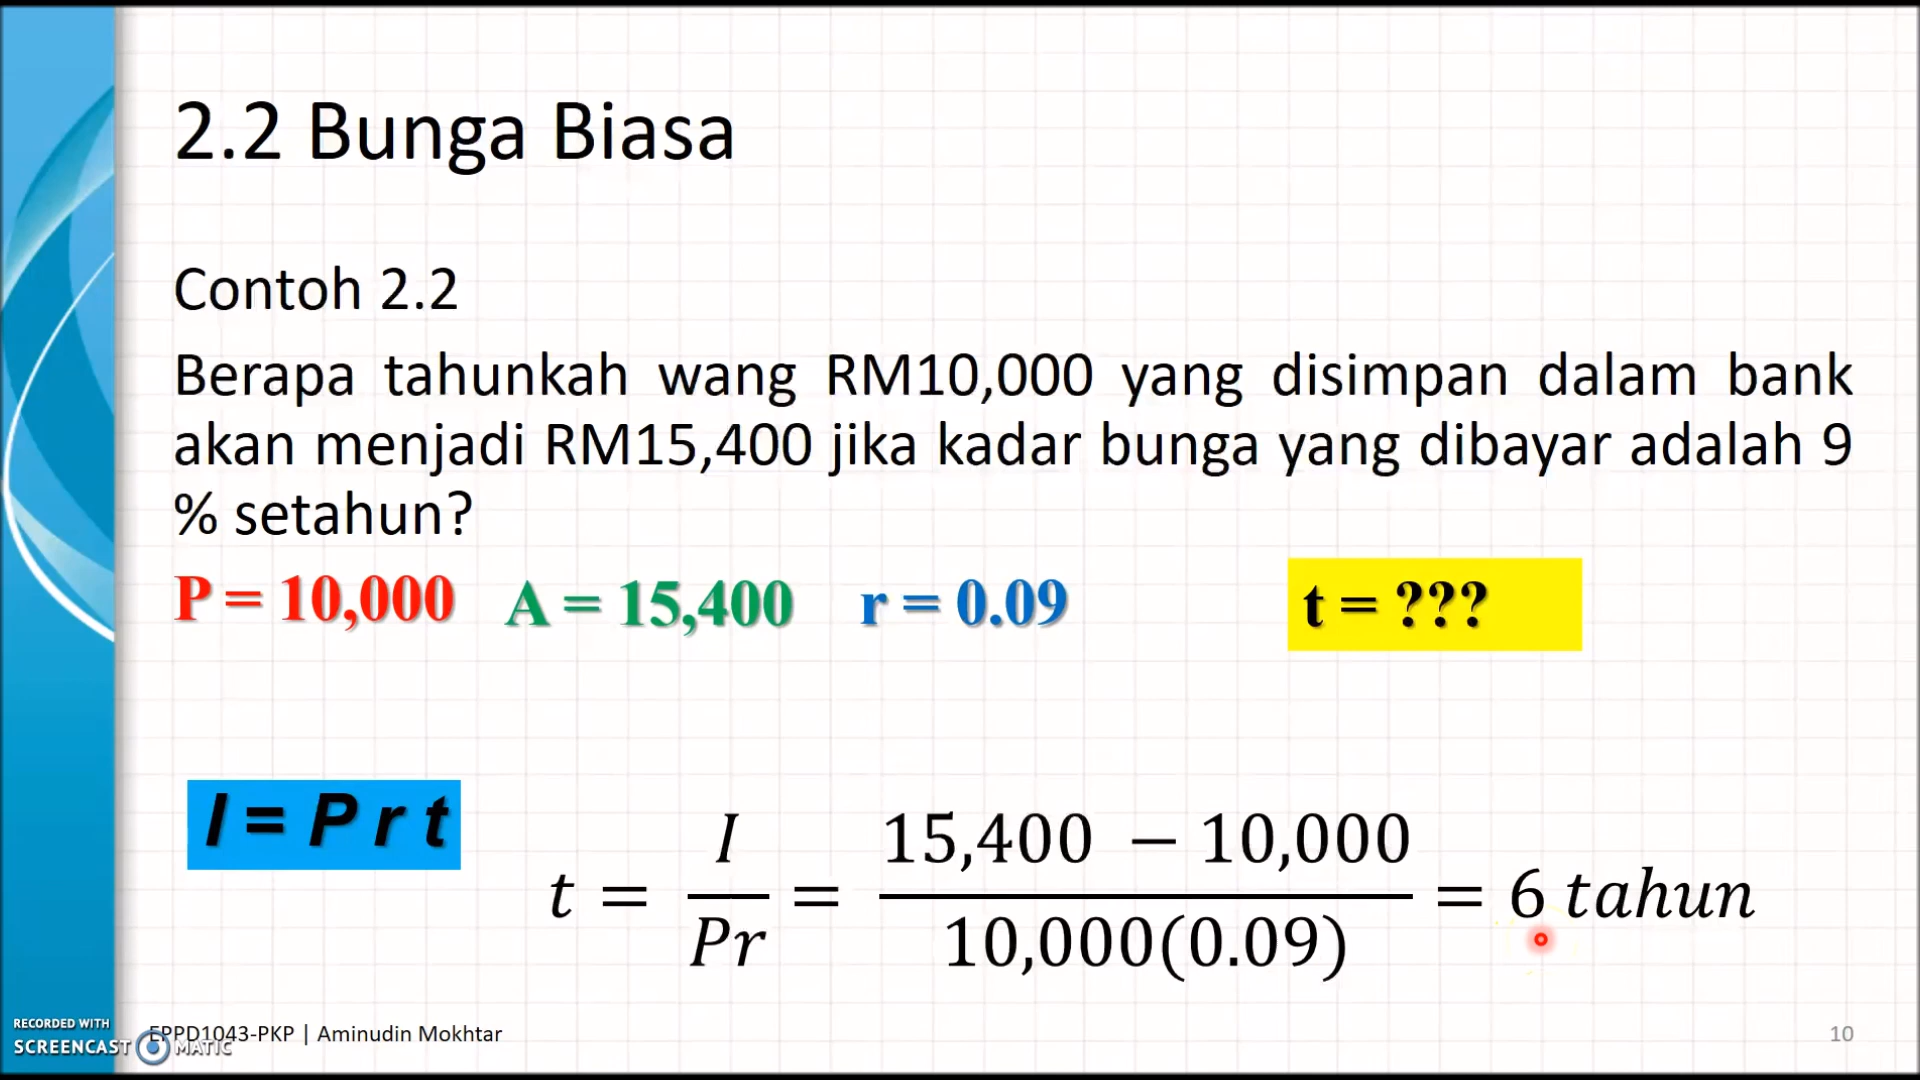 2.2 Bunga Biasa
Contoh 2.2
Berapa tahunkah wang RM10,000 yang disimpan dalam bank
akan menjadi RM15,400 jika kadar bunga yang dibayar adalah 9
% setahun?
P = 10,000 A = 15,400 r = 0.09 t = ???
I = P r t
t = I/Pr = 15,400 − 10,000/10,000(0.09) = 6 tahun
EPPD1043-PKP | Aminudin Mokhtar
10
RECORDED WITH
SCREENCAST MATIC